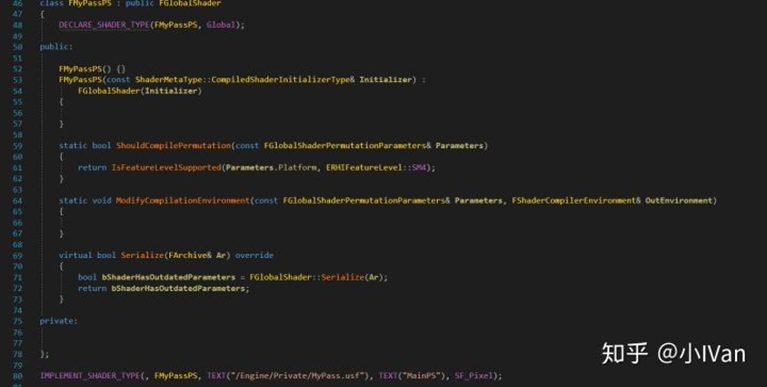 46 class FMyPassPS : public FGlobalShader
47 {
48 DECLARE_SHADER_TYPE(FMyPassPS, Global);
49
50 public:
51
52 FMyPassPS() {}
53 FMyPassPS(const ShaderMetaType::CompiledShaderInitializerType& Initializer) :
54 FGlobalShader(Initializer)
55 {
56
57 }
58
59 static bool ShouldCompilePermutation(const FGlobalShaderPermutationParameters& Parameters)
60 {
61 return IsFeatureLevelSupported(Parameters.Platform, ERHIFeatureLevel::SM4);
62 }
63
64 static void ModifyCompilationEnvironment(const FGlobalShaderPermutationParameters& Parameters, FShaderCompilerEnvironment& OutEnvironment)
65 {
66
67 }
68
69 virtual bool Serialize(FArchive& Ar) override
70 {
71 bool bShaderHasOutdatedParameters = FGlobalShader::Serialize(Ar);
72 return bShaderHasOutdatedParameters;
73 }
74
75 private:
76
77
78 };
79
80 IMPLEMENT_SHADER_TYPE(, FMyPassPS, TEXT("/Engine/Private/MyPass.usf"), TEXT("MainPS"), SF_Pixel);
知乎 @小IVan